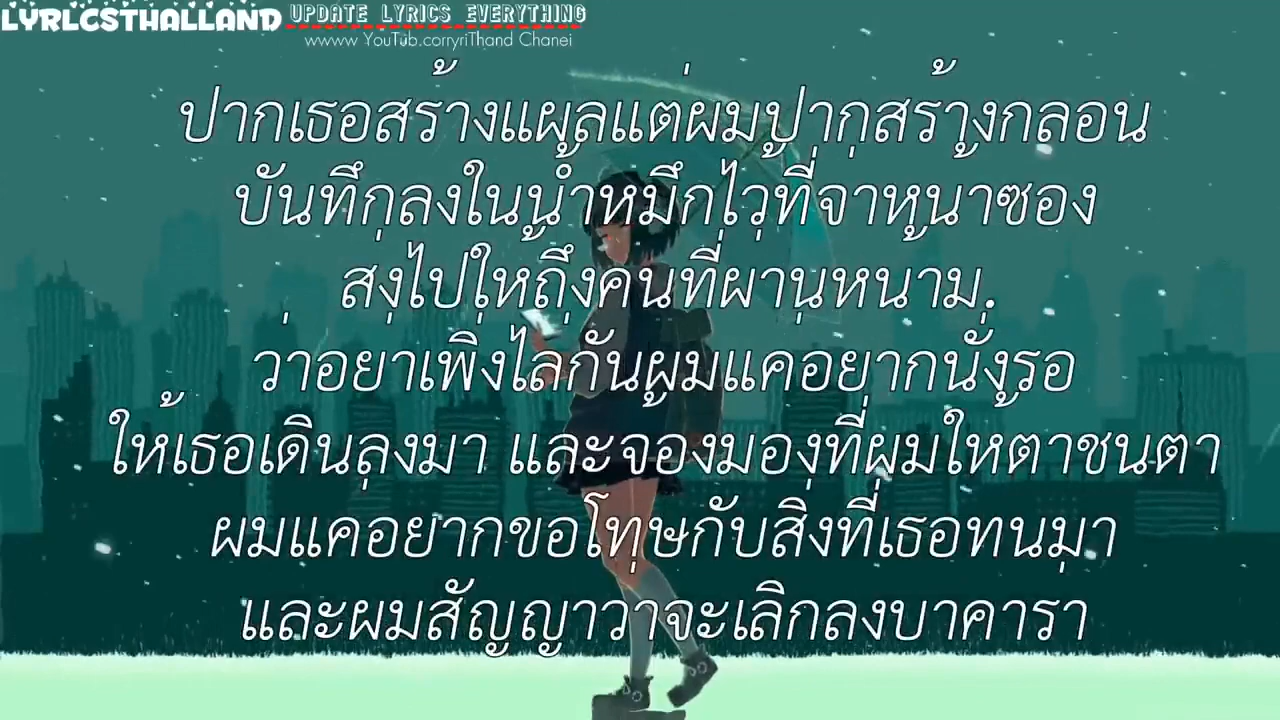 LYRLCSTHALLAND
UPDATE LYRICS EVERYTHING
wwww YouTub.corryriThand Chanei
ปากเธอสร้างแผลแต่ผมปากสร้างกลอน
บันทึกลงในน้ำหมึกไว้ที่จ่าหน้าซอง
ส่งไปให้ถึงคนที่ผ่านหนาม.
ว่าอย่าเพิ่งไล่กันผมแค่อยากนั่งรอ
ให้เธอเดินลงมา และจ้องมองที่ผมให้ตาชนตา
ผมแค่อยากขอโทษกับสิ่งที่เธอทนมา
และผมสัญญาว่าจะเลิกลงบาคารา